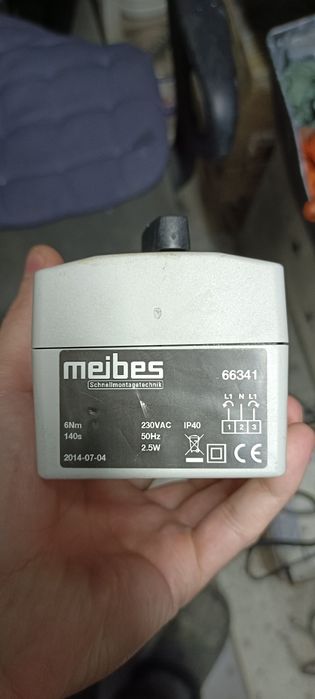 meibes
Schnellmontagetechnik
66341
6Nm 230VAC IP40
140s 50Hz
2.5W
2014-07-04
L1 N L1
1 2 3
CE